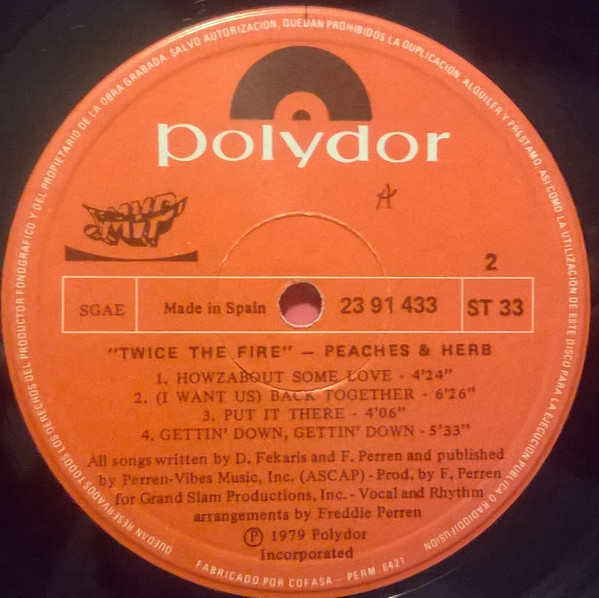 QUEDAN RESERVADOS TODOS LOS DERECHOS DEL PRODUCTOR FONOGRAFICO Y DEL PROPIETARIO DE LA OBRA GRABADA. SALVO AUTORIZACION, QUEDAN PROHIBIDOS LA DUPLICACION, ALQUILER Y PRESTAMO, ASI COMO LA UTILIZACION DE ESTE DISCO PARA LA EJECUCION PUBLICA O RADIODIFUSION
polydor
A
MVP
2
SGAE Made in Spain 23 91 433 ST 33
"TWICE THE FIRE" – PEACHES & HERB
1. HOWZABOUT SOME LOVE - 4'24"
2. (I WANT US) BACK TOGETHER - 6'26"
3. PUT IT THERE - 4'06"
4. GETTIN' DOWN, GETTIN' DOWN - 5'33"
All songs written by D. Fekaris and F. Perren and published
by Perren-Vibes Music, Inc. (ASCAP) - Prod. by F, Perren
for Grand Slam Productions, Inc. - Vocal and Rhythm
arrangements by Freddie Perren
Ⓟ 1979 Polydor
Incorporated
FABRICADO POR COFASA — PERM. 6421